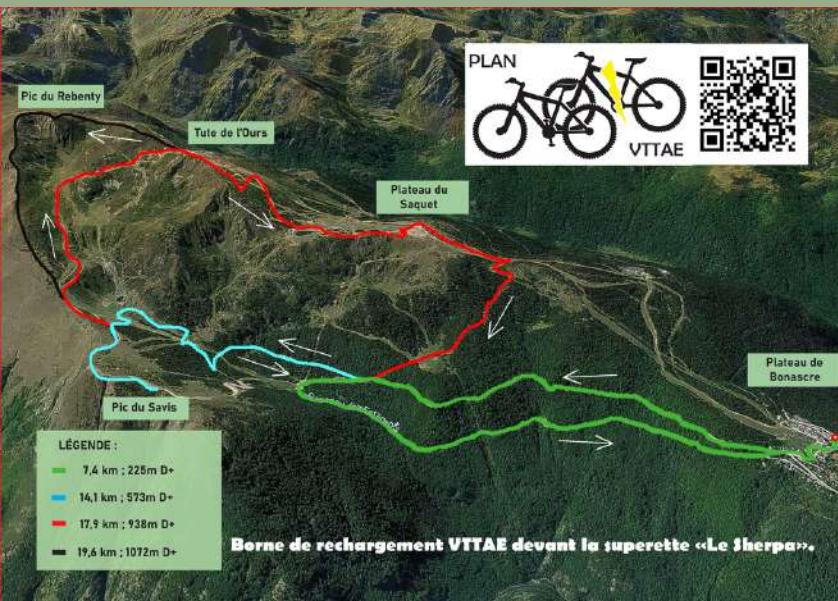 PLAN
VTTAE
Pic du Rebenty
Tute de l'Ours
Plateau du
Saquet
Plateau de
Bonascre
Pic du Savis
LÉGENDE :
7,4 km ; 225m D+
14,1 km ; 573m D+
17,9 km ; 938m D+
19,6 km ; 1072m D+
Borne de rechargement VTTAE devant la superette «Le Sherpa».